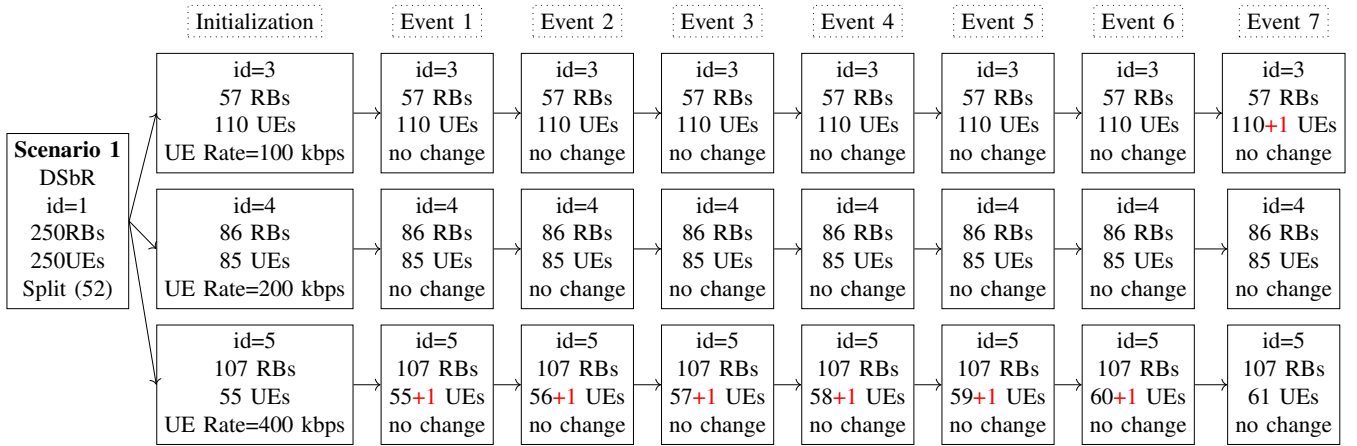 Initialization
Event 1
Event 2
Event 3
Event 4
Event 5
Event 6
Event 7
Scenario 1
DSbR
id=1
250RBs
250UEs
Split (52)
id=3
57 RBs
110 UEs
UE Rate=100 kbps
id=3
57 RBs
110 UEs
no change
id=3
57 RBs
110 UEs
no change
id=3
57 RBs
110 UEs
no change
id=3
57 RBs
110 UEs
no change
id=3
57 RBs
110 UEs
no change
id=3
57 RBs
110 UEs
no change
id=3
57 RBs
110+1 UEs
no change
id=4
86 RBs
85 UEs
UE Rate=200 kbps
id=4
86 RBs
85 UEs
no change
id=4
86 RBs
85 UEs
no change
id=4
86 RBs
85 UEs
no change
id=4
86 RBs
85 UEs
no change
id=4
86 RBs
85 UEs
no change
id=4
86 RBs
85 UEs
no change
id=4
86 RBs
85 UEs
no change
id=5
107 RBs
55 UEs
UE Rate=400 kbps
id=5
107 RBs
55+1 UEs
no change
id=5
107 RBs
56+1 UEs
no change
id=5
107 RBs
57+1 UEs
no change
id=5
107 RBs
58+1 UEs
no change
id=5
107 RBs
59+1 UEs
no change
id=5
107 RBs
60+1 UEs
no change
id=5
107 RBs
61 UEs
no change